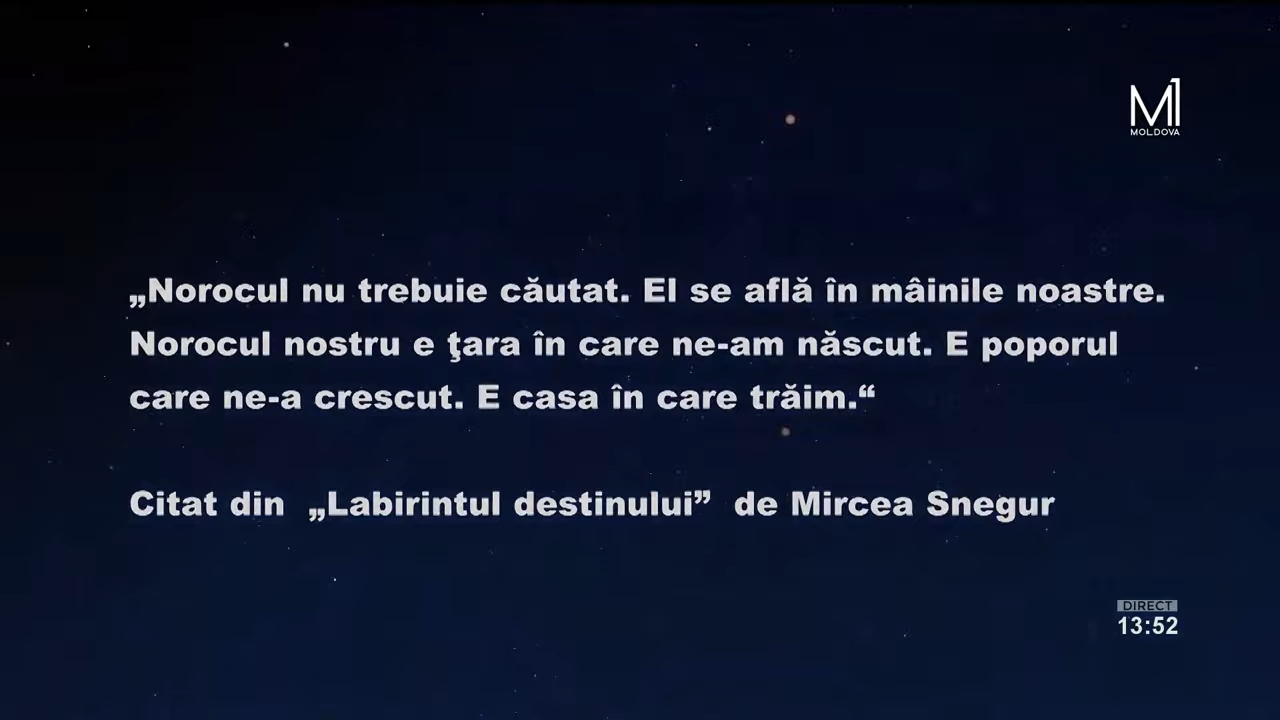 M1
MOLDOVA
„Norocul nu trebuie căutat. El se află în mâinile noastre.
Norocul nostru e ţara în care ne-am născut. E poporul
care ne-a crescut. E casa în care trăim.“
Citat din „Labirintul destinului” de Mircea Snegur
DIRECT
13:52